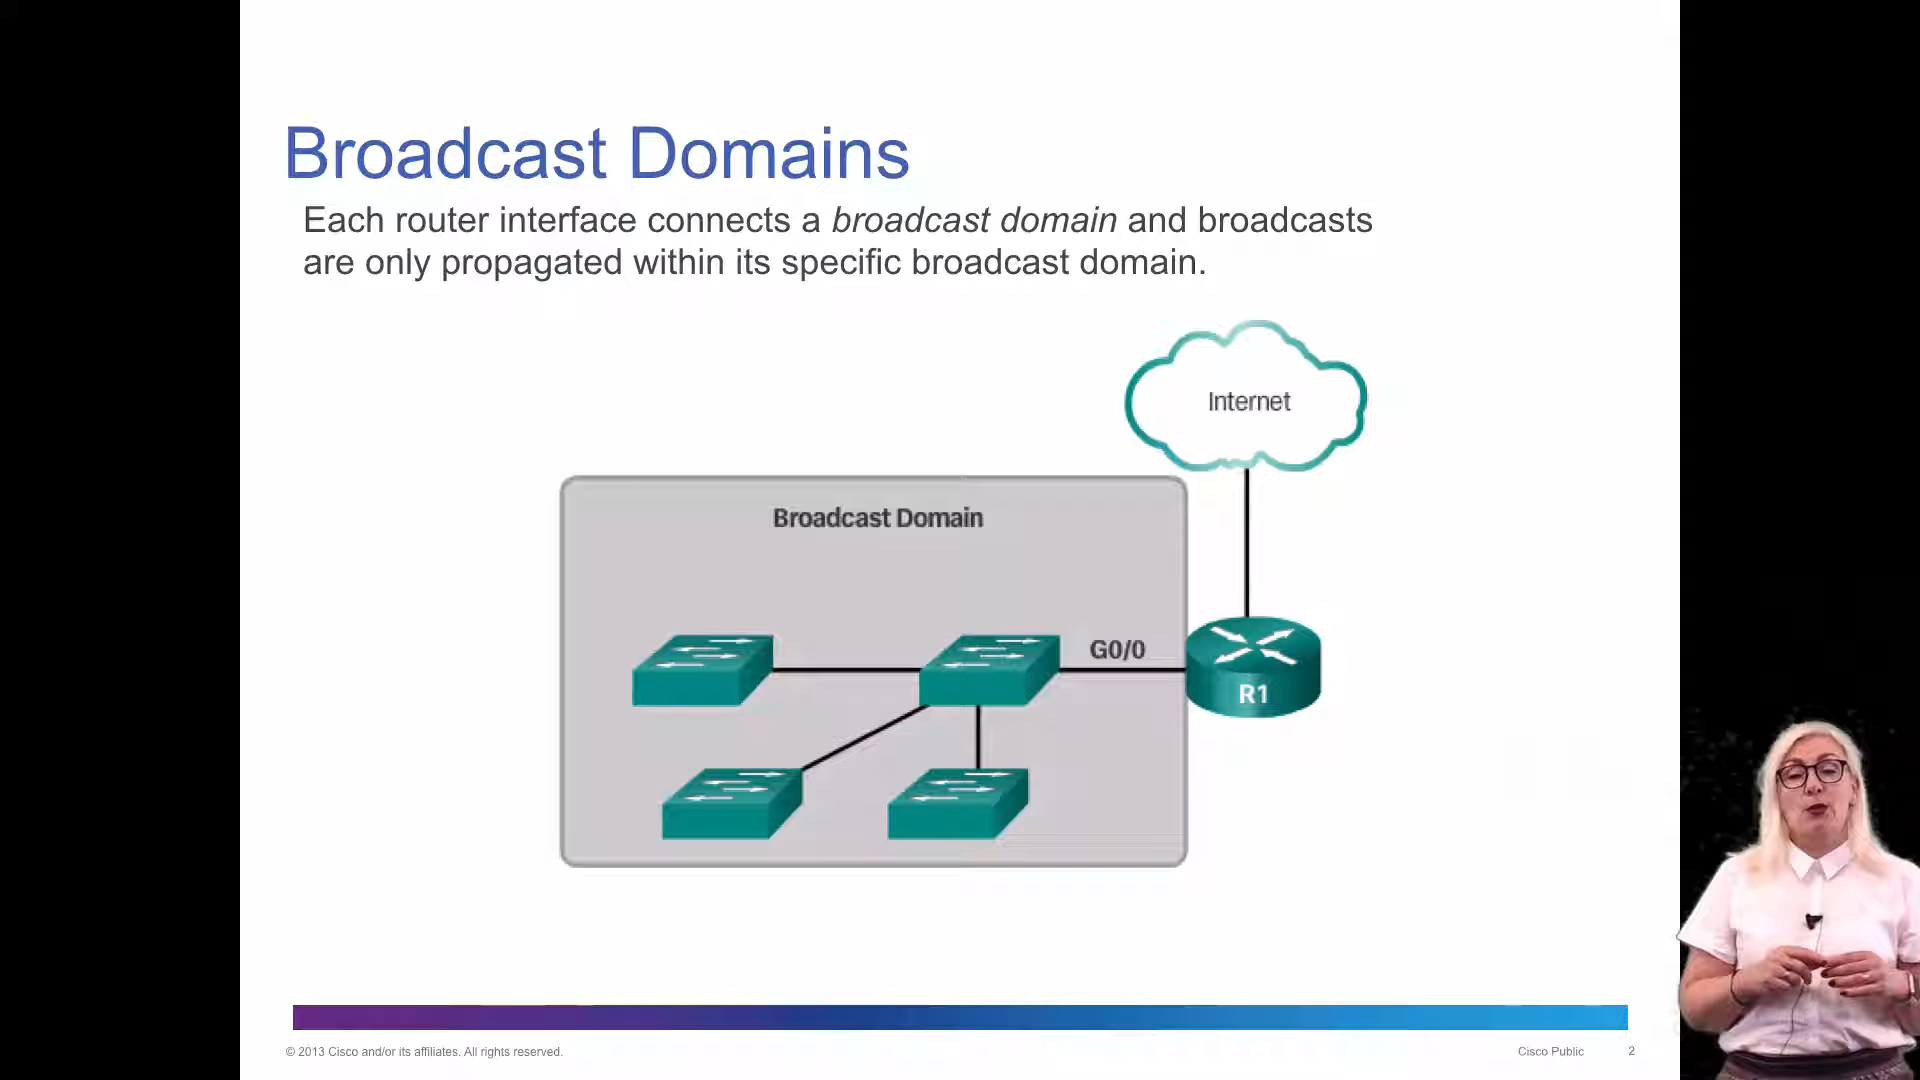 Broadcast Domains
Each router interface connects a broadcast domain and broadcasts
are only propagated within its specific broadcast domain.
Internet
Broadcast Domain
G0/0
R1
© 2013 Cisco and/or its affiliates. All rights reserved.
Cisco Public
2